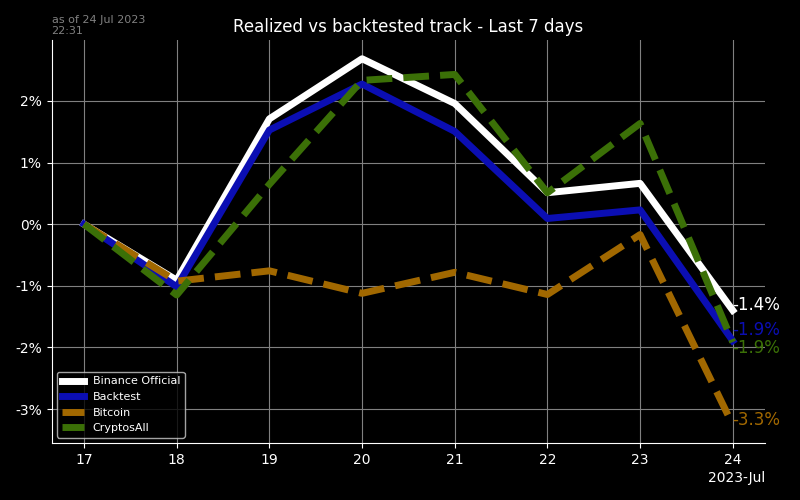 as of 24 Jul 2023
22:31
Realized vs backtested track - Last 7 days
2%
1%
0%
-1%
-2%
-3%
-1.4%
-1.9%
-1.9%
-3.3%
Binance Official
Backtest
Bitcoin
CryptosAll
17 18 19 20 21 22 23 24
2023-Jul